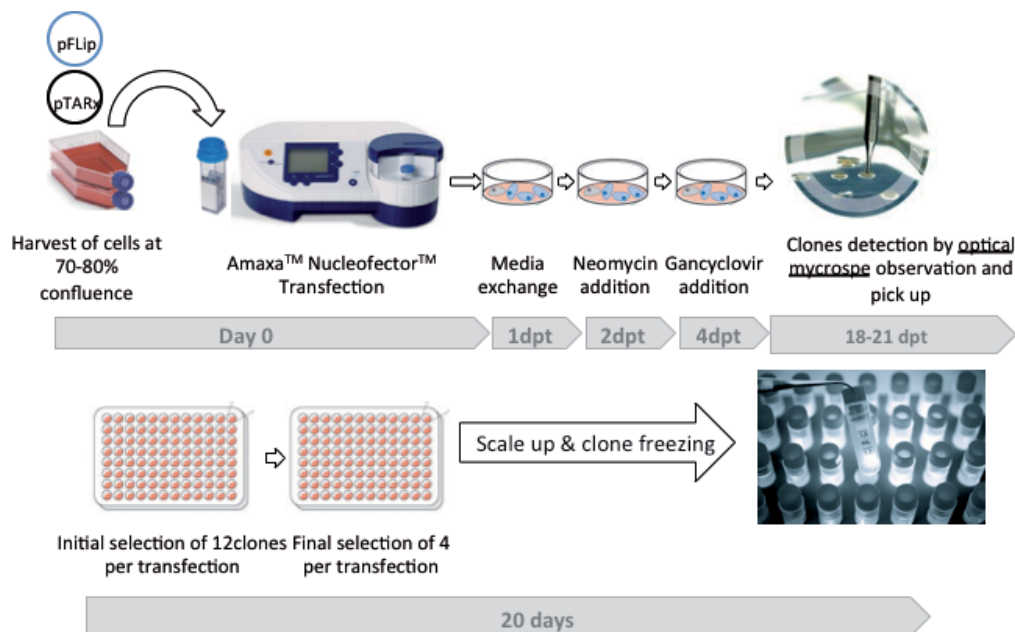 pFLip
pTARx
Harvest of cells at
70-80%
confluence
Amaxa™ Nucleofector™
Transfection
Media
exchange
Neomycin
addition
Gancyclovir
addition
Clones detection by optical
mycrospe observation and
pick up
Day 0
1dpt
2dpt
4dpt
18-21 dpt
Scale up & clone freezing
Initial selection of 12clones
per transfection
Final selection of 4
per transfection
20 days